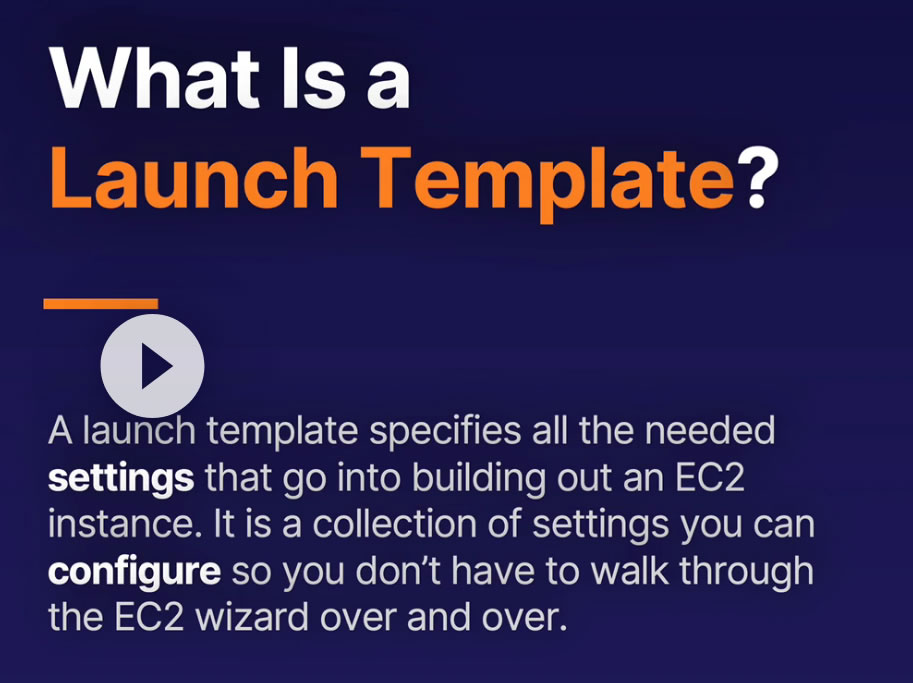 What Is a
Launch Template?
A launch template specifies all the needed
settings that go into building out an EC2
instance. It is a collection of settings you can
configure so you don’t have to walk through
the EC2 wizard over and over.